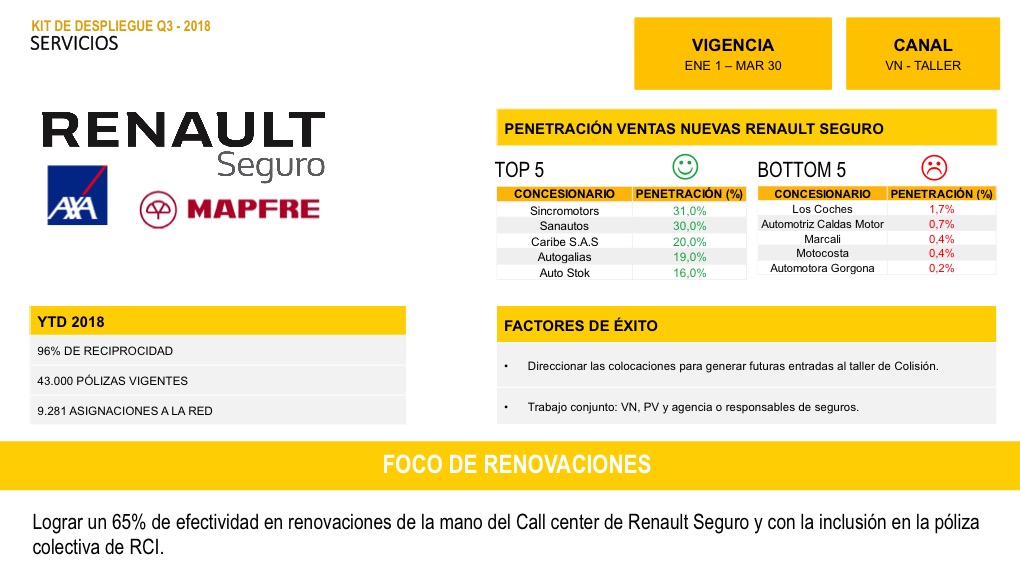 KIT DE DESPLIEGUE Q3 - 2018
SERVICIOS
VIGENCIA
ENE 1 – MAR 30
CANAL
VN - TALLER
RENAULT
Seguro
AXA
MAPFRE
PENETRACIÓN VENTAS NUEVAS RENAULT SEGURO
TOP 5
CONCESIONARIO PENETRACIÓN (%)
Sincromotors 31,0%
Sanautos 30,0%
Caribe S.A.S 20,0%
Autogalias 19,0%
Auto Stok 16,0%
BOTTOM 5
CONCESIONARIO PENETRACIÓN (%)
Los Coches 1,7%
Automotriz Caldas Motor 0,7%
Marcali 0,4%
Motocosta 0,4%
Automotora Gorgona 0,2%
YTD 2018
96% DE RECIPROCIDAD
43.000 PÓLIZAS VIGENTES
9.281 ASIGNACIONES A LA RED
FACTORES DE ÉXITO
• Direccionar las colocaciones para generar futuras entradas al taller de Colisión.
• Trabajo conjunto: VN, PV y agencia o responsables de seguros.
FOCO DE RENOVACIONES
Lograr un 65% de efectividad en renovaciones de la mano del Call center de Renault Seguro y con la inclusión en la póliza
colectiva de RCI.